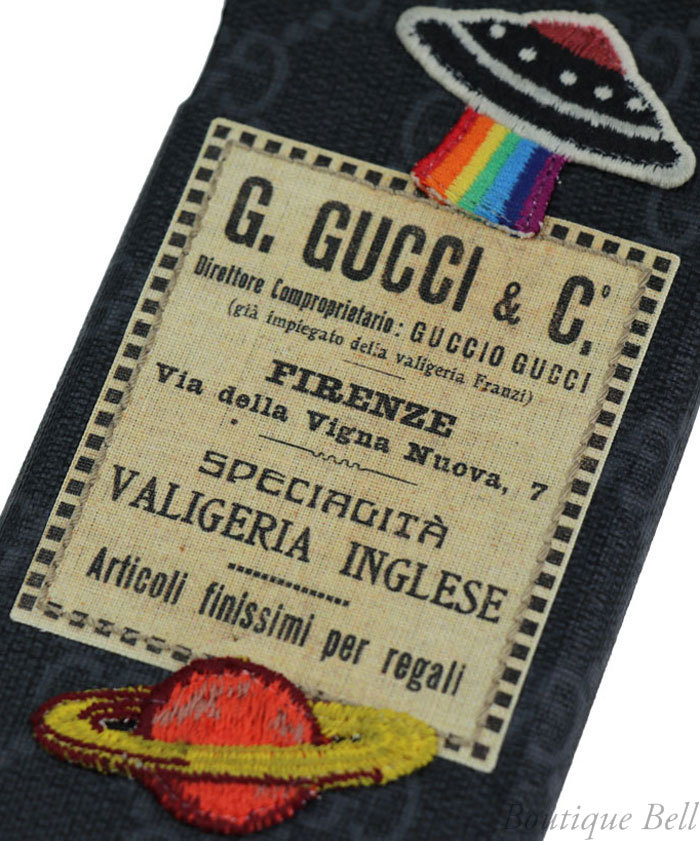 G. GUCCI & C.º
Direttore Comproprietario: GUCCIO GUCCI
(già impiegato della valigeria Franzi)
FIRENZE
Via della Vigna Nuova, 7
SPECIALITÀ
VALIGERIA INGLESE
Articoli finissimi per regali
Boutique Bell